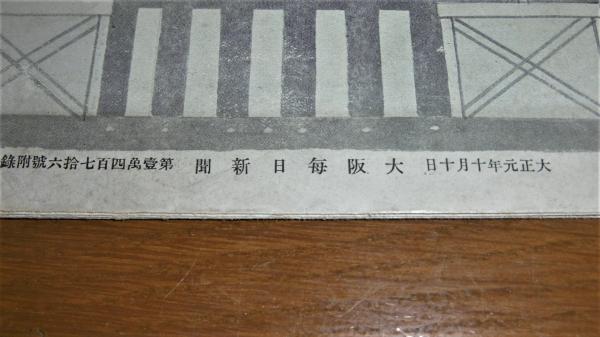 大正元年十月十日 大阪每日新聞 第壹萬四百七拾六號附錄